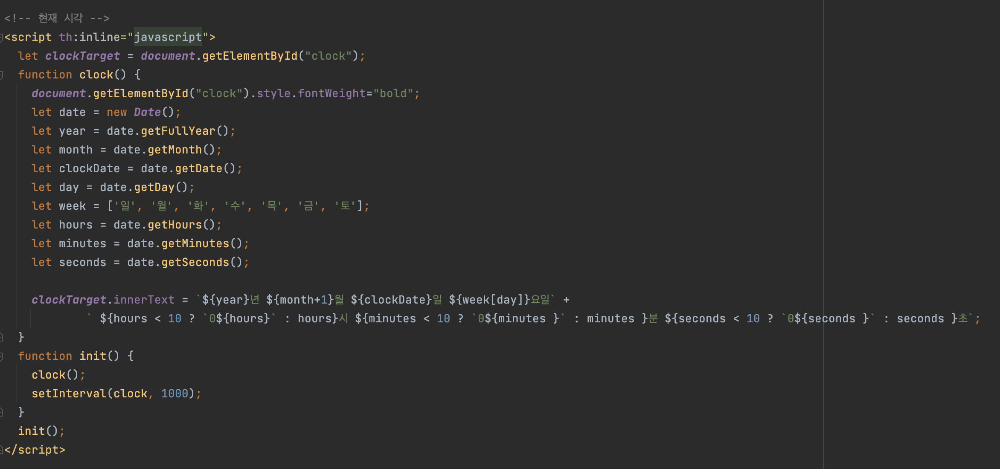 <!-- 현재 시각 -->
<script th:inline="javascript">
  let clockTarget = document.getElementById("clock");
  function clock() {
    document.getElementById("clock").style.fontWeight="bold";
    let date = new Date();
    let year = date.getFullYear();
    let month = date.getMonth();
    let clockDate = date.getDate();
    let day = date.getDay();
    let week = ['일', '월', '화', '수', '목', '금', '토'];
    let hours = date.getHours();
    let minutes = date.getMinutes();
    let seconds = date.getSeconds();

    clockTarget.innerText = `${year}년 ${month+1}월 ${clockDate}일 ${week[day]}요일` +
            ` ${hours < 10 ? `0${hours}` : hours}시 ${minutes < 10 ? `0${minutes }` : minutes }분 ${seconds < 10 ? `0${seconds }` : seconds }초`;
  }
  function init() {
    clock();
    setInterval(clock, 1000);
  }
  init();
</script>